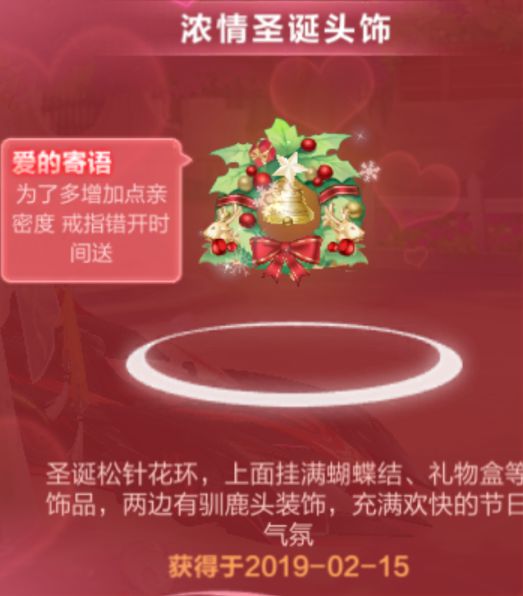 浓情圣诞头饰
爱的寄语
为了多增加点亲
密度 戒指错开时
间送
圣诞松针花环，上面挂满蝴蝶结、礼物盒等
饰品，两边有驯鹿头装饰，充满欢快的节日
气氛
获得于2019-02-15